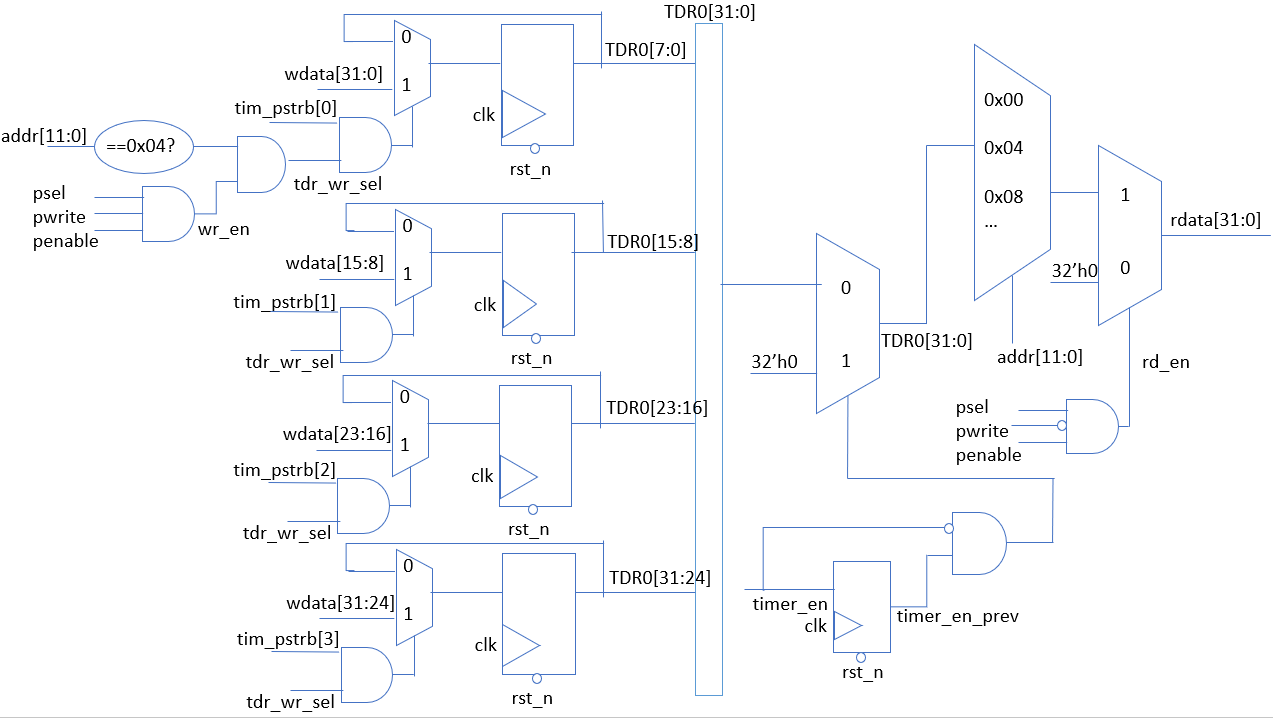 TDR0[31:0]
0
TDR0[7:0]
wdata[31:0]
1
tim_pstrb[0]
clk
addr[11:0]
==0x04?
rst_n
tdr_wr_sel
psel
pwrite
penable
wr_en
0
TDR0[15:8]
wdata[15:8]
1
tim_pstrb[1]
clk
rst_n
tdr_wr_sel
0
TDR0[23:16]
wdata[23:16]
1
tim_pstrb[2]
clk
rst_n
tdr_wr_sel
0
TDR0[31:24]
wdata[31:24]
1
tim_pstrb[3]
clk
rst_n
tdr_wr_sel
0
32’h0
1
TDR0[31:0]
0x00
0x04
0x08
...
addr[11:0]
1
rdata[31:0]
32’h0
0
rd_en
psel
pwrite
penable
timer_en
clk
timer_en_prev
rst_n